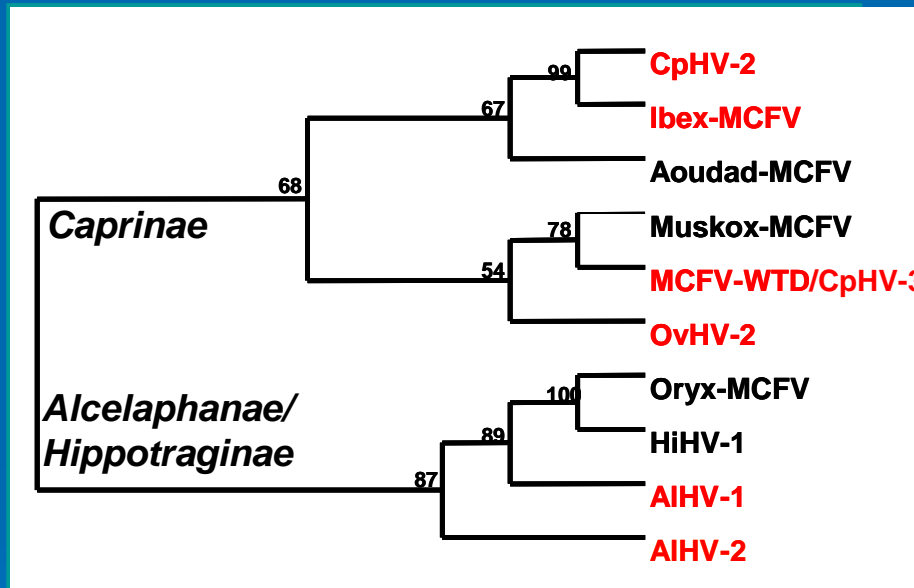 CpHV-2
99
Ibex-MCFV
67
Aoudad-MCFV
68
Caprinae
Muskox-MCFV
78
MCFV-WTD/CpHV-3
54
OvHV-2
Alcelaphanae/
Hippotraginae
Oryx-MCFV
100
HiHV-1
89
AlHV-1
87
AlHV-2